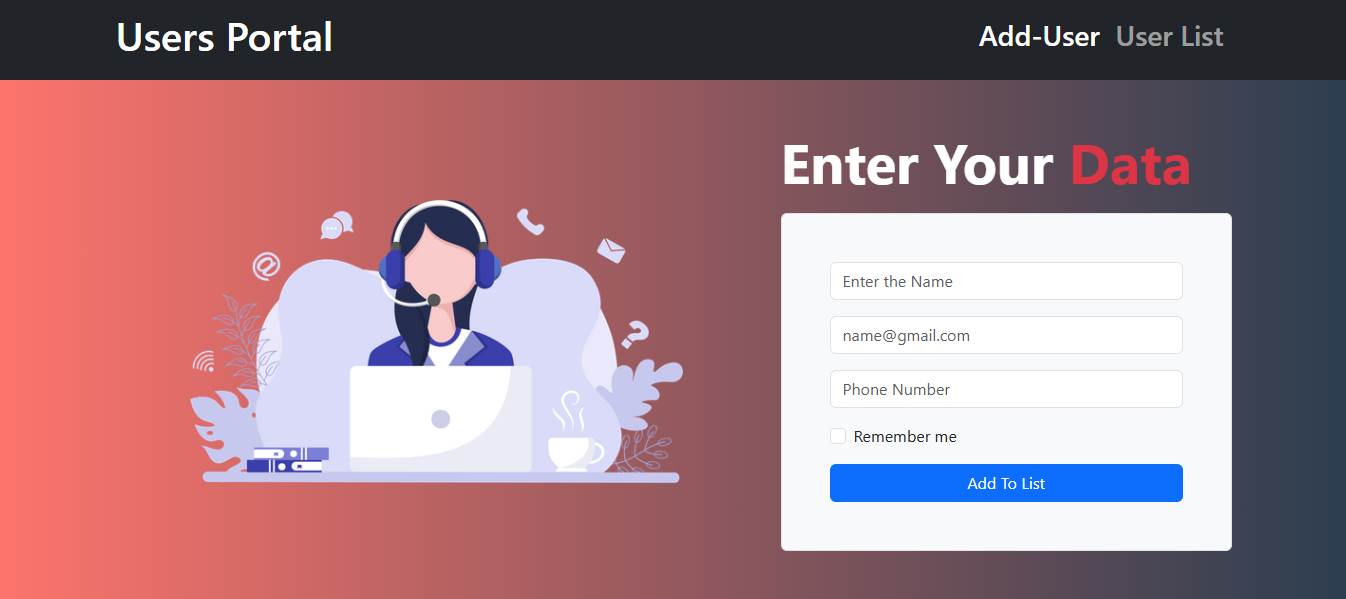 Users Portal
Add-User User List
Enter Your Data
Enter the Name
name@gmail.com
Phone Number
Remember me
Add To List